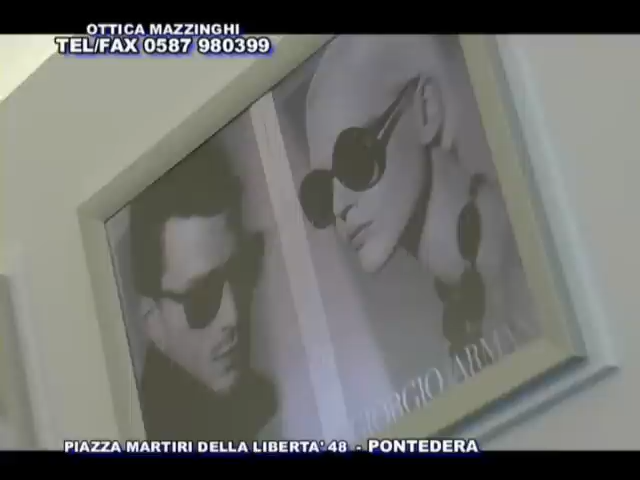 OTTICA MAZZINGHI
TEL/FAX 0587 980399
GIORGIO ARMANI
PIAZZA MARTIRI DELLA LIBERTA' 48 - PONTEDERA